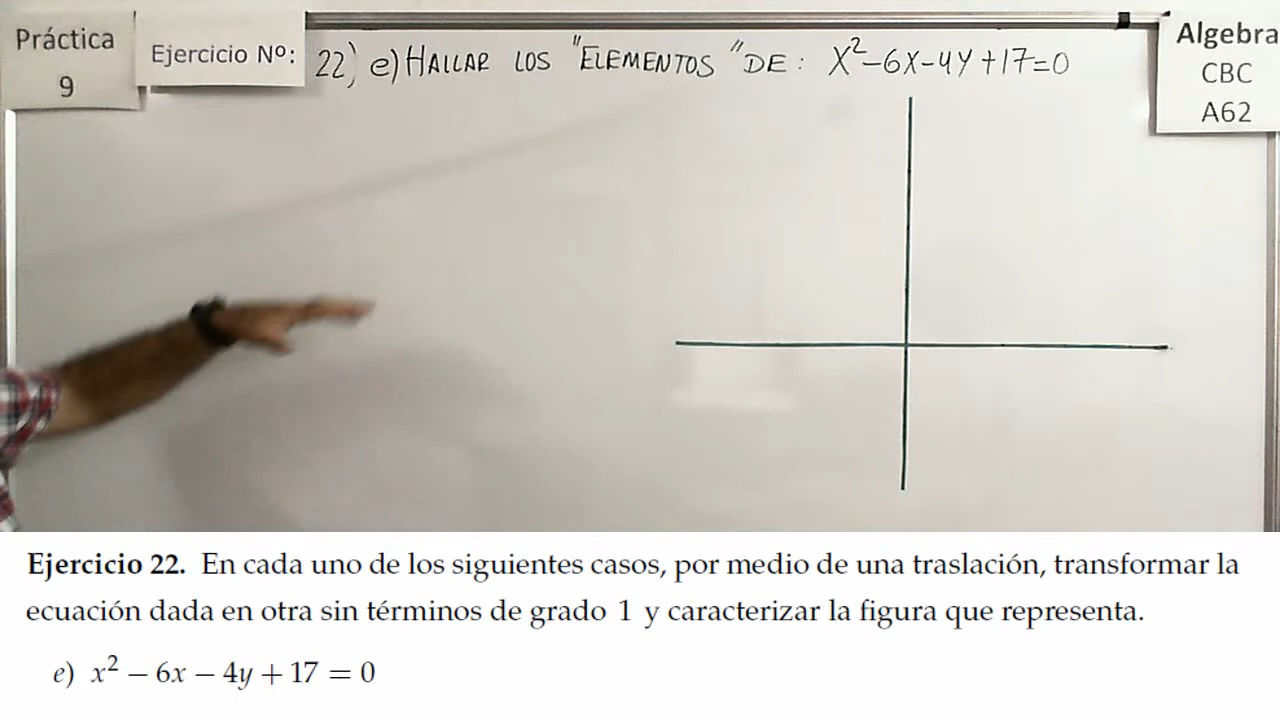 Práctica
9
Ejercicio Nº:
22) e) HALLAR LOS "ELEMENTOS" DE: X²-6X-4Y+17=0
Algebra
CBC
A62
Ejercicio 22. En cada uno de los siguientes casos, por medio de una traslación, transformar la
ecuación dada en otra sin términos de grado 1 y caracterizar la figura que representa.
e) x² − 6x − 4y + 17 = 0